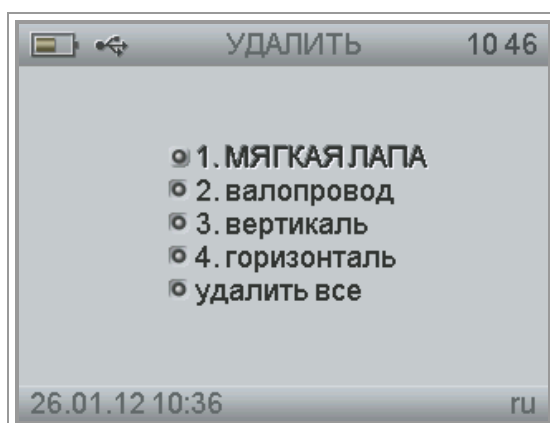 УДАЛИТЬ 10 46
1. МЯГКАЯ ЛАПА
2. валопровод
3. вертикаль
4. горизонталь
удалить все
26.01.12 10:36 ru